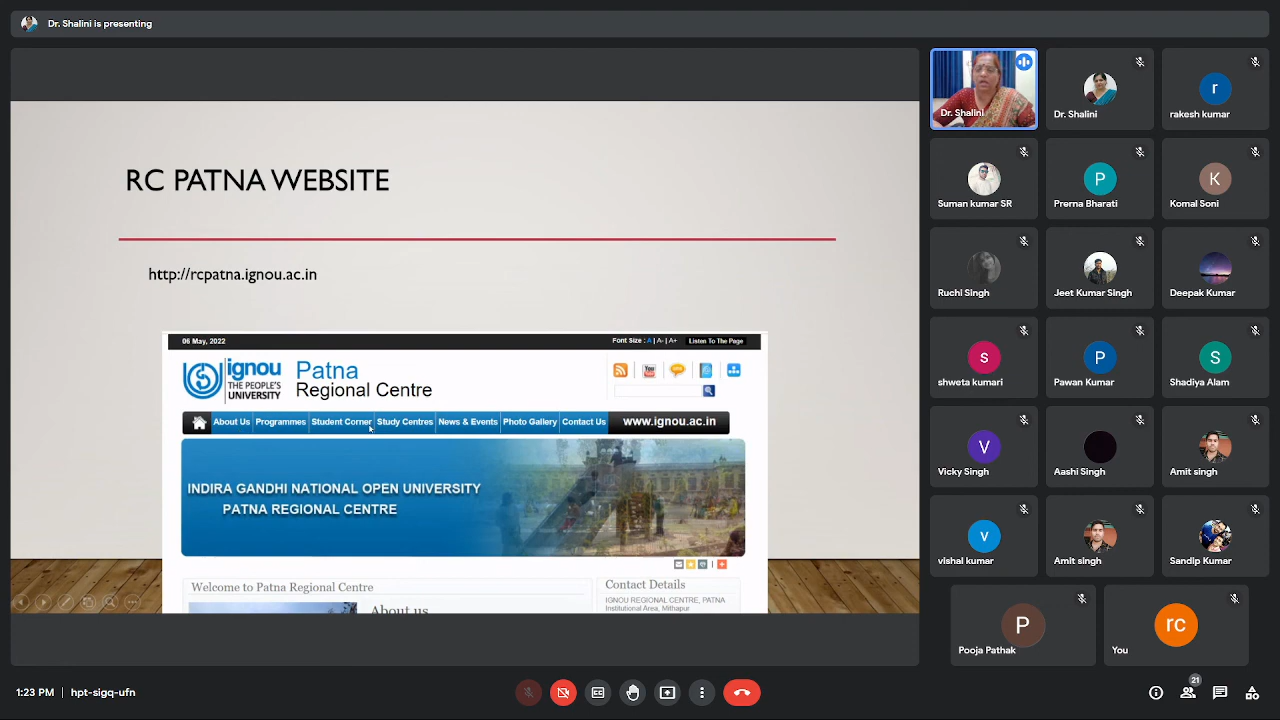 Dr. Shalini is presenting
RC PATNA WEBSITE
http://rcpatna.ignou.ac.in
06 May, 2022
Font Size : A | A- | A+
Listen To The Page
ignou
THE PEOPLE'S
UNIVERSITY
Patna
Regional Centre
You
About Us
Programmes
Student Corner
Study Centres
News & Events
Photo Gallery
Contact Us
www.ignou.ac.in
INDIRA GANDHI NATIONAL OPEN UNIVERSITY
PATNA REGIONAL CENTRE
Welcome to Patna Regional Centre
About us
Contact Details
IGNOU REGIONAL CENTRE, PATNA
Institutional Area, Mithapur
Dr. Shalini
Dr. Shalini
r
rakesh kumar
Suman kumar SR
P
Prerna Bharati
K
Komal Soni
Ruchi Singh
Jeet Kumar Singh
Deepak Kumar
s
shweta kumari
P
Pawan Kumar
S
Shadiya Alam
V
Vicky Singh
Aashi Singh
Amit singh
v
vishal kumar
Amit singh
Sandip Kumar
P
Pooja Pathak
rc
You
1:23 PM | hpt-sigq-ufn
21